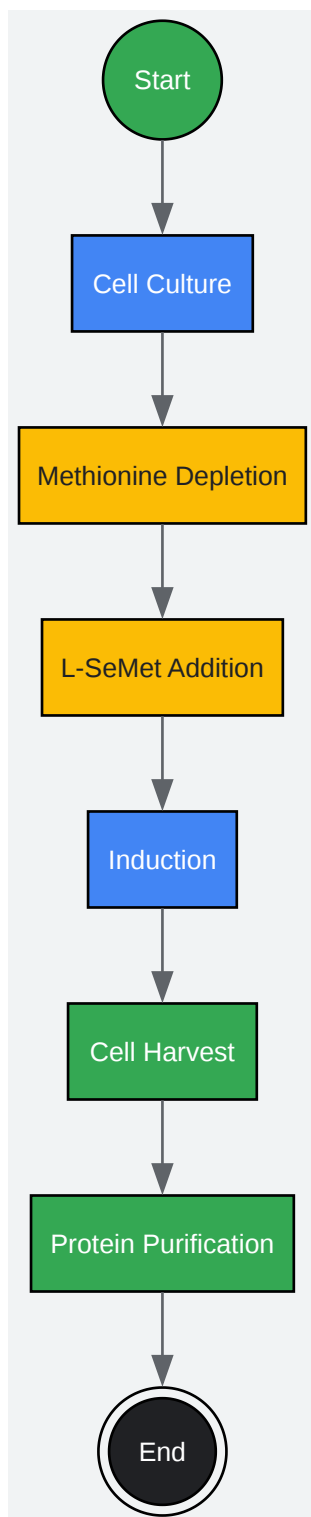 Start
Cell Culture
Methionine Depletion
L-SeMet Addition
Induction
Cell Harvest
Protein Purification
End